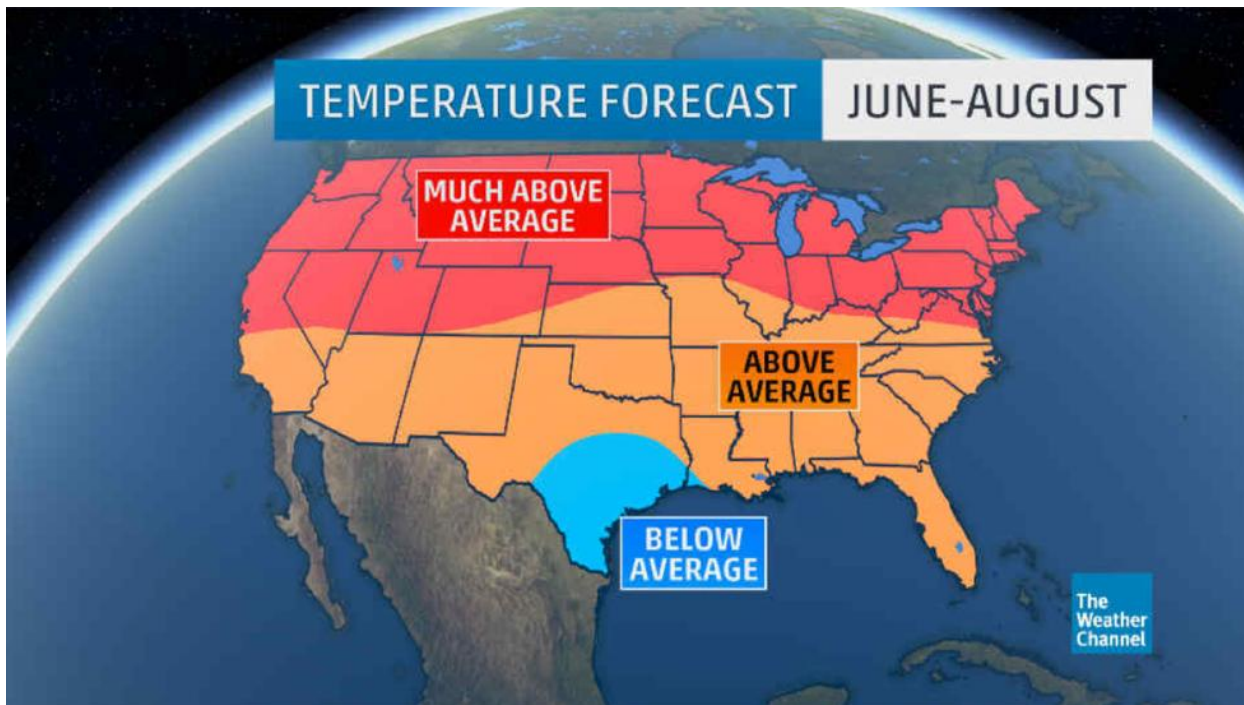 TEMPERATURE FORECAST JUNE-AUGUST
MUCH ABOVE
AVERAGE
ABOVE
AVERAGE
BELOW
AVERAGE
The
Weather
Channel